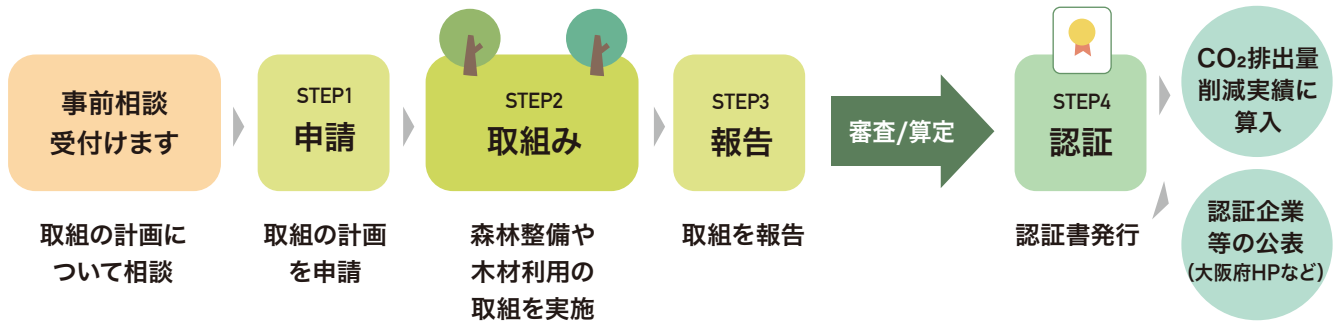 事前相談
受付けます
取組の計画に
ついて相談
STEP1
申請
取組の計画
を申請
STEP2
取組み
森林整備や
木材利用の
取組を実施
STEP3
報告
取組を報告
審査/算定
STEP4
認証
認証書発行
CO₂排出量
削減実績に
算入
認証企業
等の公表
(大阪府HPなど)